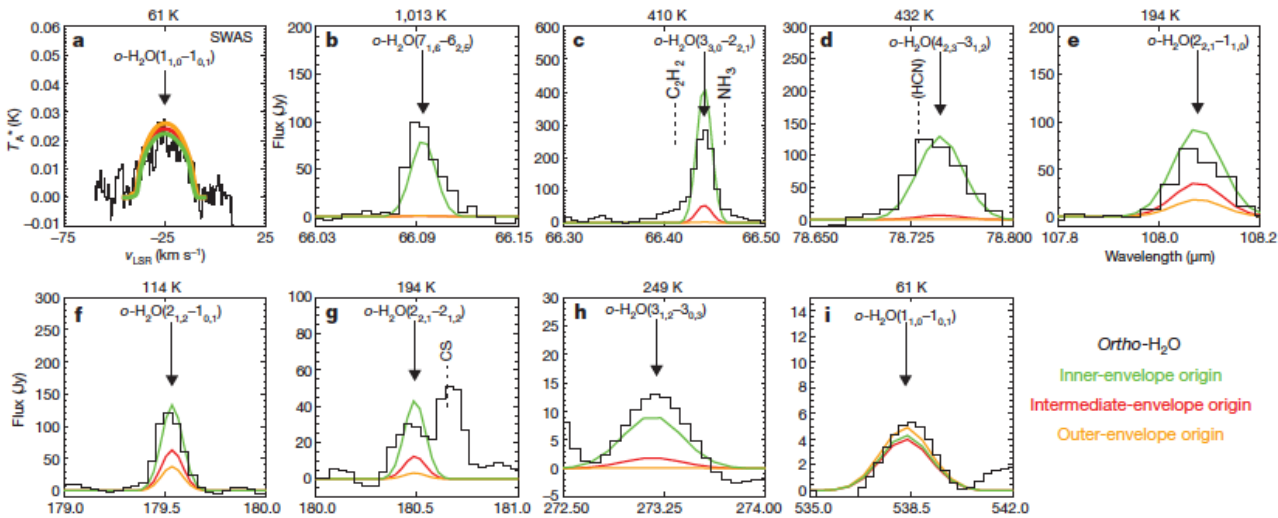 61 K
a
SWAS
o-H2O(11,0–10,1)
0.06
0.05
0.04
0.03
0.02
0.01
0.00
–0.01
TA* (K)
–75
–25
25
vLSR (km s–1)
1,013 K
b
o-H2O(71,6–62,5)
200
150
100
50
0
Flux (Jy)
66.03
66.09
66.15
410 K
c
o-H2O(33,0–22,1)
C2H2
NH3
600
500
400
300
200
100
0
66.30
66.40
66.50
432 K
d
o-H2O(42,3–31,2)
(HCN)
300
250
200
150
100
50
0
78.650
78.725
78.800
194 K
e
o-H2O(22,1–11,0)
200
150
100
50
0
107.8
108.0
108.2
Wavelength (μm)
114 K
f
o-H2O(21,2–10,1)
300
250
200
150
100
50
0
Flux (Jy)
179.0
179.5
180.0
194 K
g
o-H2O(22,1–21,2)
CS
100
80
60
40
20
0
180.0
180.5
181.0
249 K
h
o-H2O(31,2–30,3)
30
25
20
15
10
5
0
–5
272.50
273.25
274.00
61 K
i
o-H2O(11,0–10,1)
14
12
10
8
6
4
2
0
535.0
538.5
542.0
Ortho-H2O
Inner-envelope origin
Intermediate-envelope origin
Outer-envelope origin